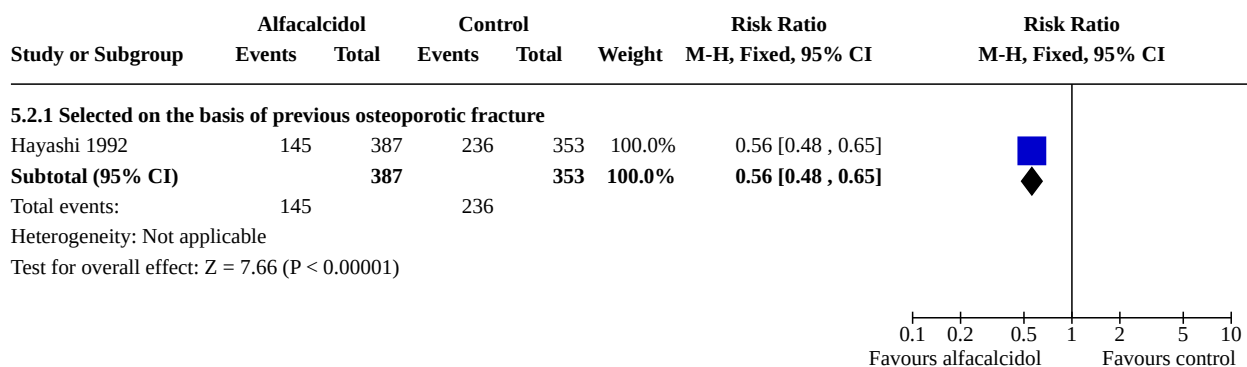 Alfacalcidol Control Risk Ratio Risk Ratio
Study or Subgroup Events Total Events Total Weight M-H, Fixed, 95% CI M-H, Fixed, 95% CI
5.2.1 Selected on the basis of previous osteoporotic fracture
Hayashi 1992 145 387 236 353 100.0% 0.56 [0.48 , 0.65]
Subtotal (95% CI) 387 353 100.0% 0.56 [0.48 , 0.65]
Total events: 145 236
Heterogeneity: Not applicable
Test for overall effect: Z = 7.66 (P < 0.00001)
0.1 0.2 0.5 1 2 5 10
Favours alfacalcidol Favours control